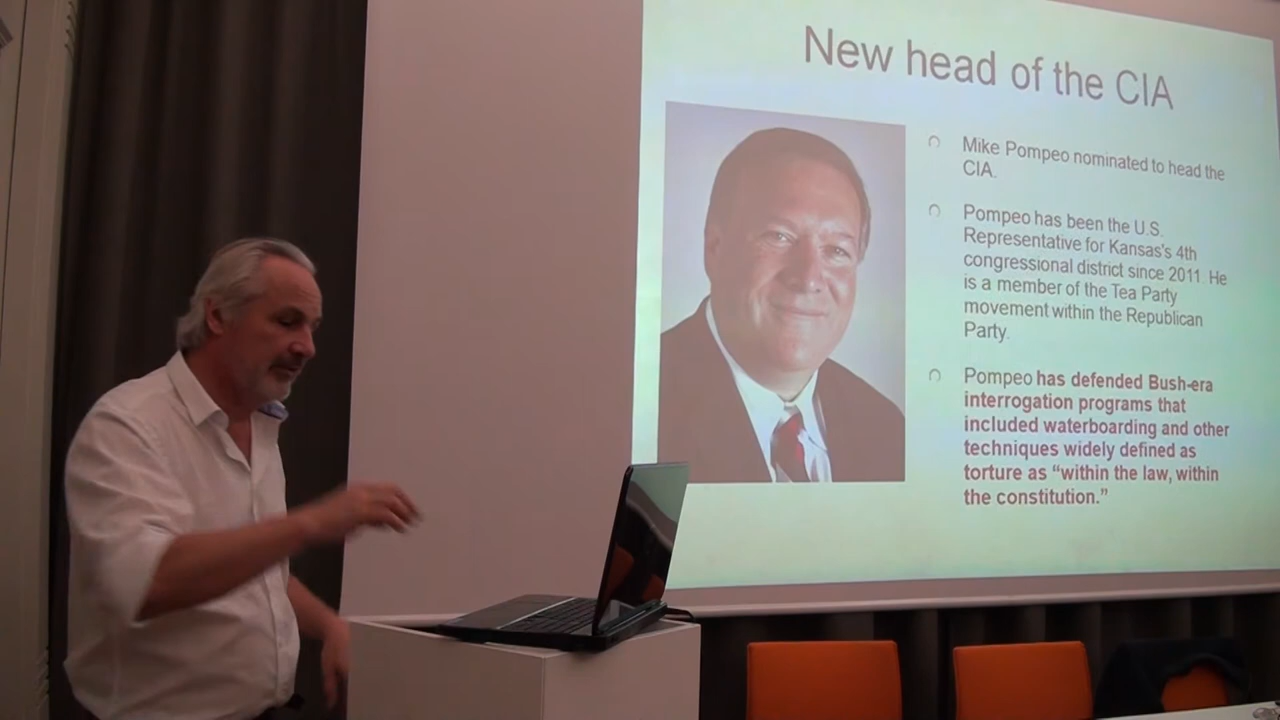 New head of the CIA
Mike Pompeo nominated to head the
CIA.
Pompeo has been the U.S.
Representative for Kansas's 4th
congressional district since 2011. He
is a member of the Tea Party
movement within the Republican
Party.
Pompeo has defended Bush-era
interrogation programs that
included waterboarding and other
techniques widely defined as
torture as “within the law, within
the constitution.”